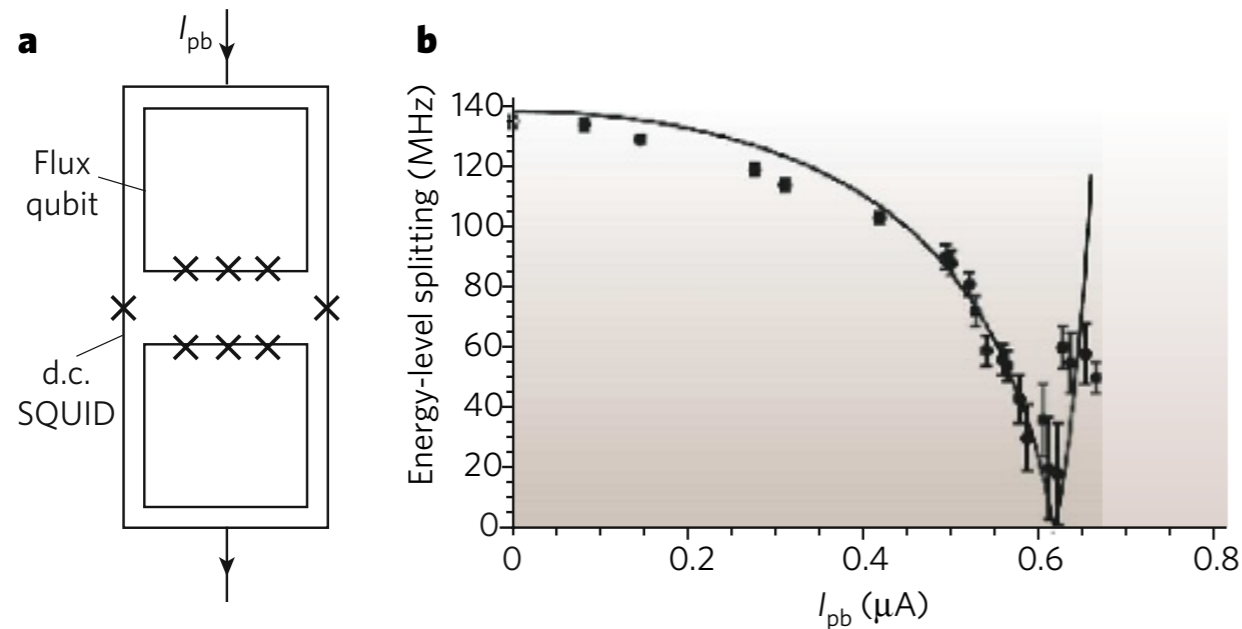 a
I pb
Flux
qubit
d.c.
SQUID
b
Energy-level splitting (MHz)
140
120
100
80
60
40
20
0
0 0.2 0.4 0.6 0.8
I pb (μA)